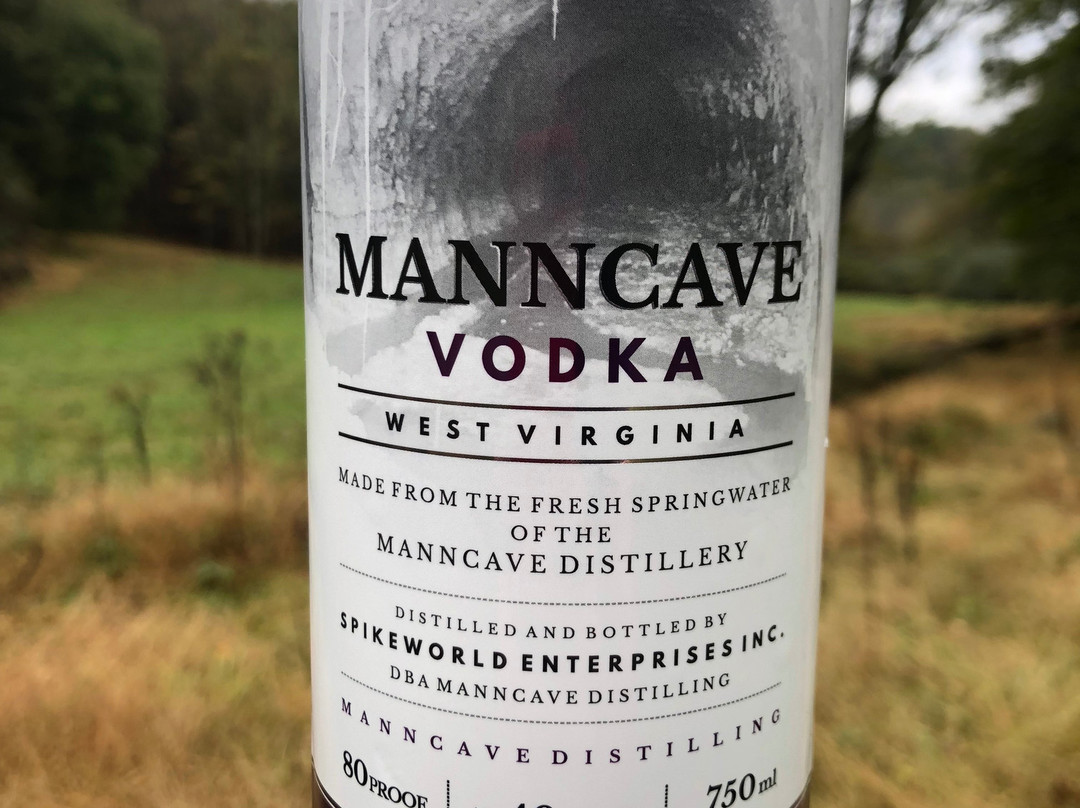 MANNCAVE
VODKA
WEST VIRGINIA
MADE FROM THE FRESH SPRINGWATER
OF THE
MANNCAVE DISTILLERY
DISTILLED AND BOTTLED BY
SPIKEWORLD ENTERPRISES INC.
DBA MANNCAVE DISTILLING
MANNCAVE DISTILLING
80 PROOF 750 ml